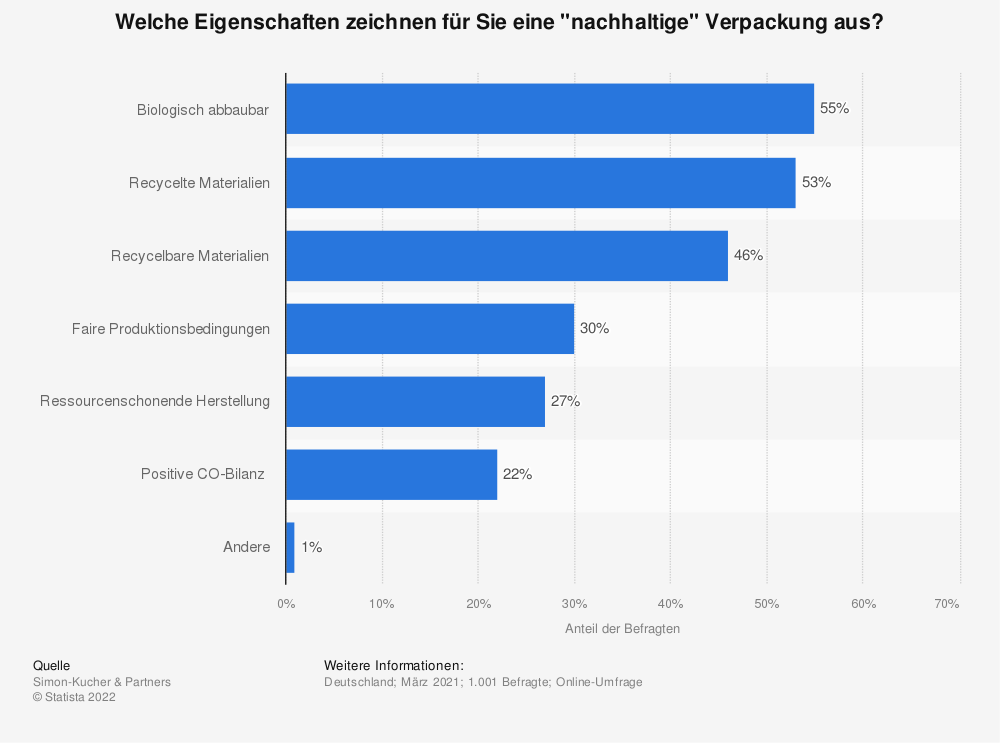 Welche Eigenschaften zeichnen für Sie eine "nachhaltige" Verpackung aus?
Biologisch abbaubar
55%
Recycelte Materialien
53%
Recycelbare Materialien
46%
Faire Produktionsbedingungen
30%
Ressourcenschonende Herstellung
27%
Positive CO-Bilanz
22%
Andere
1%
0% 10% 20% 30% 40% 50% 60% 70%
Anteil der Befragten
Quelle
Simon-Kucher & Partners
© Statista 2022
Weitere Informationen:
Deutschland; März 2021; 1.001 Befragte; Online-Umfrage